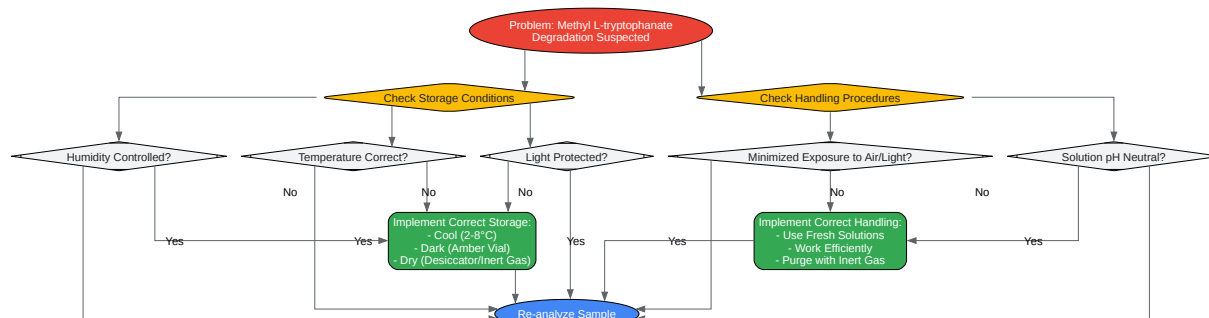 Problem: Methyl L-tryptophanate
Degradation Suspected
Check Storage Conditions
Check Handling Procedures
Humidity Controlled?
Temperature Correct?
Light Protected?
Minimized Exposure to Air/Light?
Solution pH Neutral?
No
No
No
No
No
Implement Correct Storage:
- Cool (2-8°C)
- Dark (Amber Vial)
- Dry (Desiccator/Inert Gas)
Implement Correct Handling:
- Use Fresh Solutions
- Work Efficiently
- Purge with Inert Gas
Yes
Yes
Yes
Yes
Yes
Re-analyze Sample